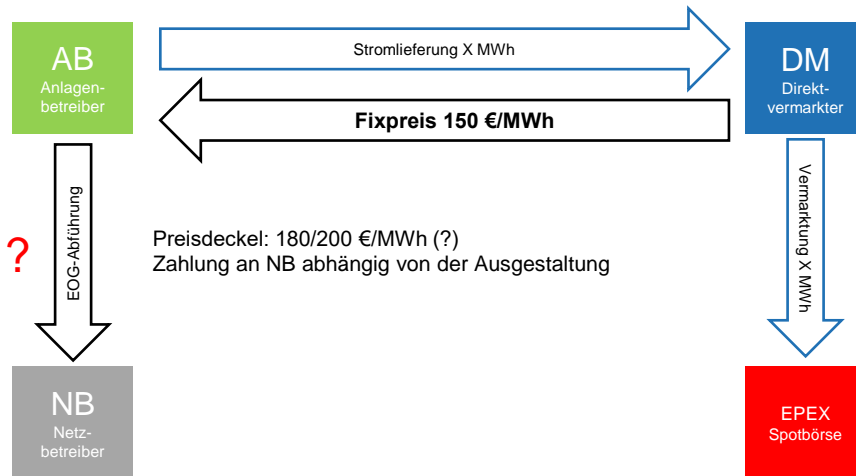 AB
Anlagen-
betreiber
Stromlieferung X MWh
DM
Direkt-
vermarkter
Fixpreis 150 €/MWh
EOG-Abführung
?
Preisdeckel: 180/200 €/MWh (?)
Zahlung an NB abhängig von der Ausgestaltung
Vermarktung X MWh
NB
Netz-
betreiber
EPEX
Spotbörse